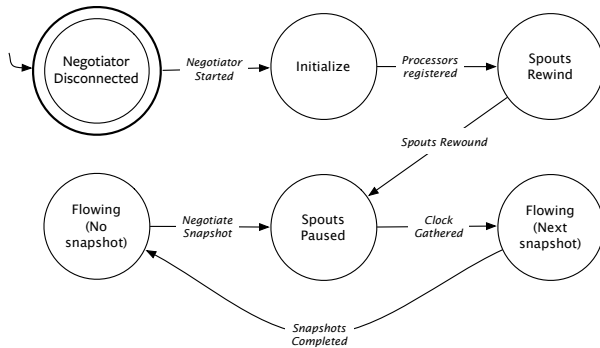 Negotiator
Disconnected
Negotiator
Started
Initialize
Processors
registered
Spouts
Rewind
Spouts Rewound
Flowing
(No
snapshot)
Negotiate
Snapshot
Spouts
Paused
Clock
Gathered
Flowing
(Next
snapshot)
Snapshots
Completed